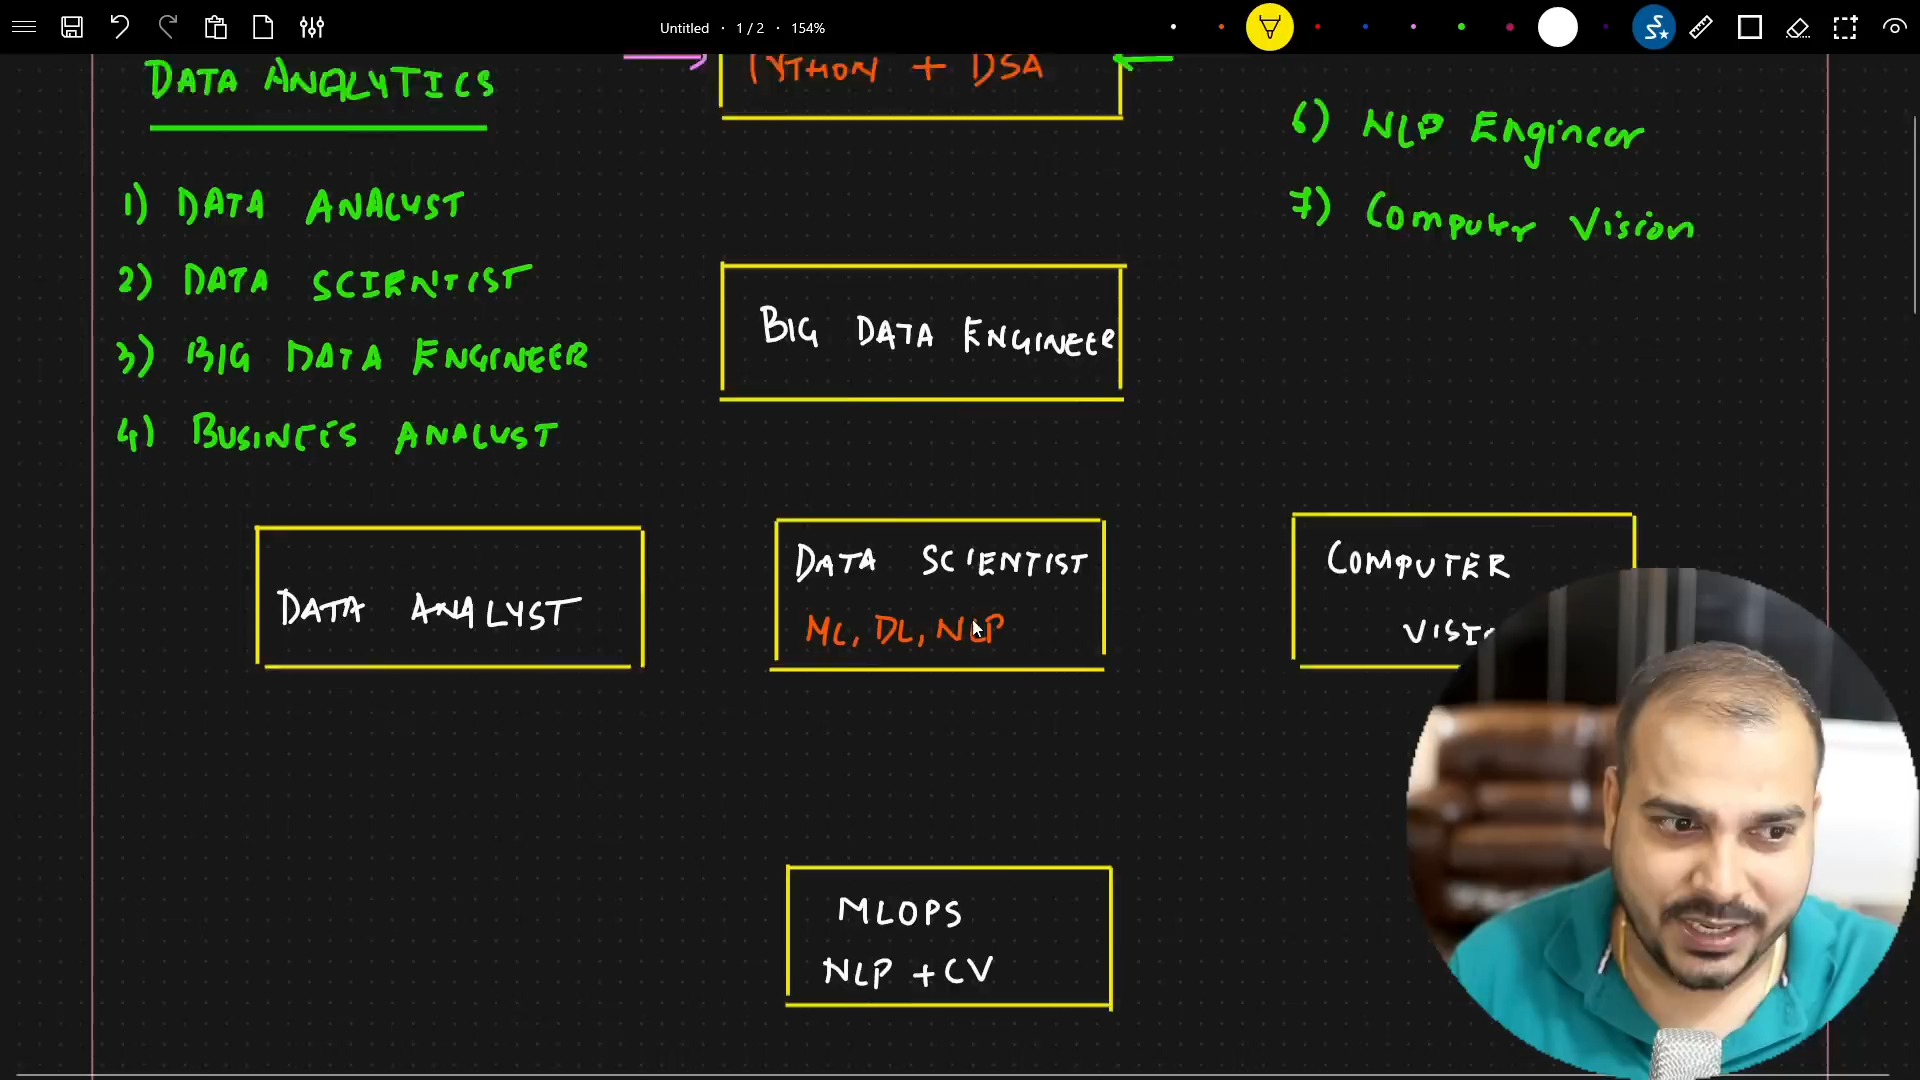 Untitled · 1 / 2 · 154%
DATA ANALYTICS
PYTHON + DSA
6) NLP Engineer
7) Computer Vision
1) DATA ANALYST
2) DATA SCIENTIST
3) BIG DATA ENGINEER
4) BUSINESS ANALYST
BIG DATA ENGINEER
DATA ANALYST
DATA SCIENTIST
ML, DL, NLP
COMPUTER
VISI
MLOPS
NLP + CV